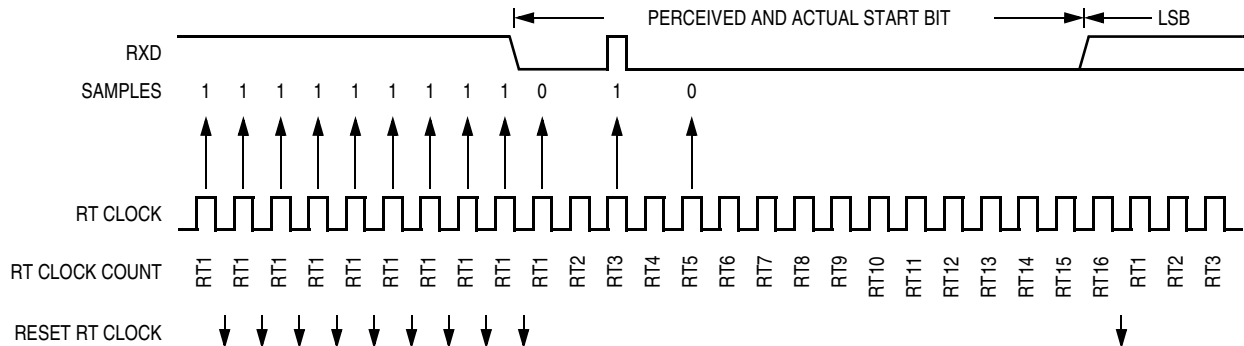 PERCEIVED AND ACTUAL START BIT LSB
RXD
SAMPLES 1 1 1 1 1 1 1 1 1 0 1 0
RT CLOCK
RT CLOCK COUNT RT1 RT1 RT1 RT1 RT1 RT1 RT1 RT1 RT1 RT1 RT2 RT3 RT4 RT5 RT6 RT7 RT8 RT9 RT10 RT11 RT12 RT13 RT14 RT15 RT16 RT1 RT2 RT3
RESET RT CLOCK